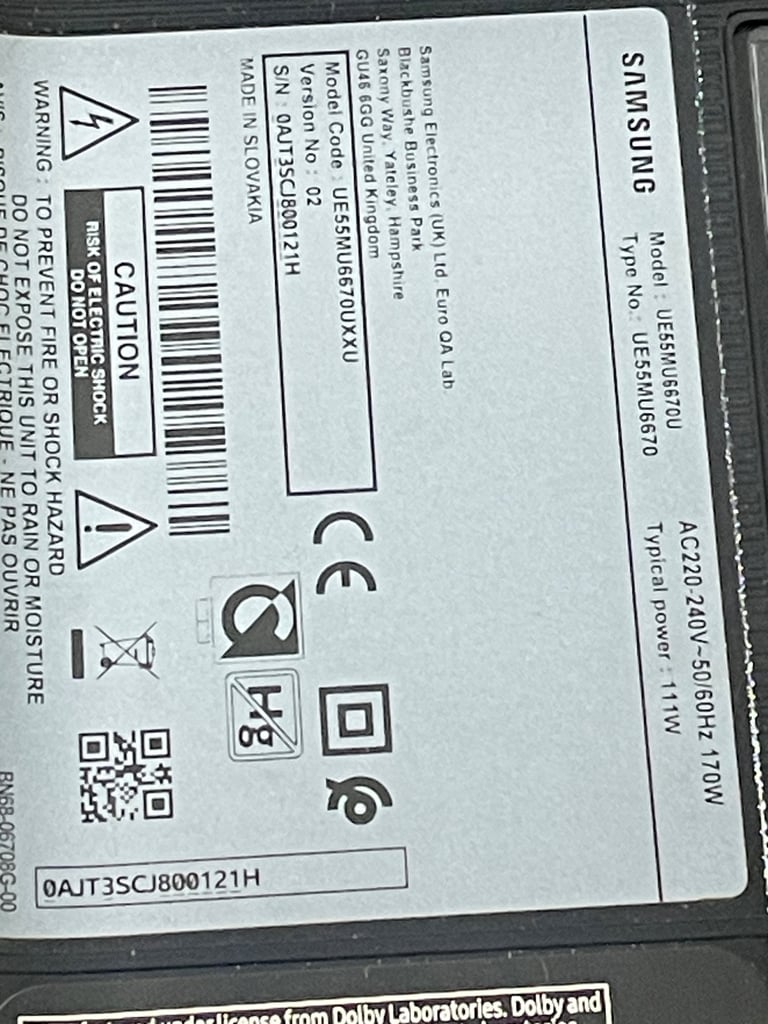 SAMSUNG
Model : UE55MU6670U
Type No.: UE55MU6670
AC220-240V~50/60Hz 170W
Typical power : 111W
Samsung Electronics (UK) Ltd, Euro QA Lab
Blackbushe Business Park
Saxony Way, Yateley, Hampshire
GU46 6GG United Kingdom
Model Code : UE55MU6670UXXU
Version No : 02
S/N : 0AJT3SCJ800121H
MADE IN SLOVAKIA
CE
Hg
CAUTION
RISK OF ELECTRIC SHOCK
DO NOT OPEN
WARNING : TO PREVENT FIRE OR SHOCK HAZARD
DO NOT EXPOSE THIS UNIT TO RAIN OR MOISTURE
AVIS : RISQUE DE CHOC ELECTRIQUE - NE PAS OUVRIR
BN68-06708G-00
0AJT3SCJ800121H
under license from Dolby Laboratories. Dolby and